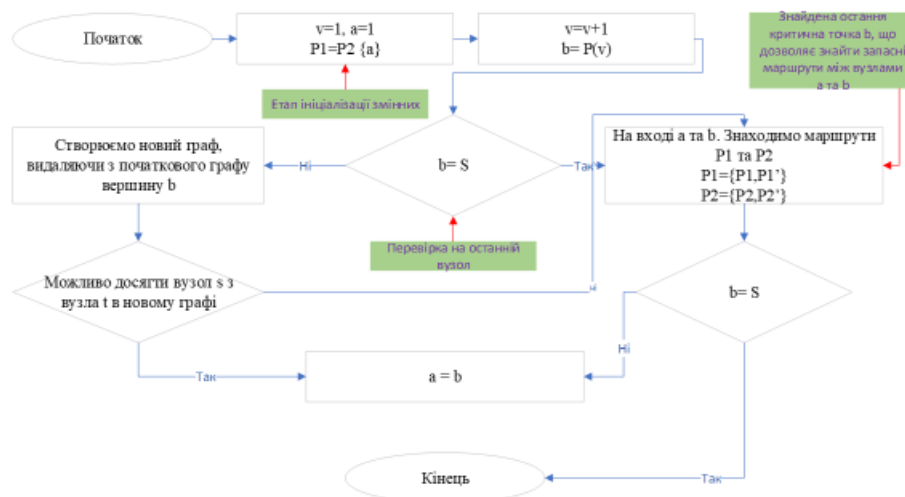 Початок
v=1, a=1
P1=P2 {a}
v=v+1
b= P(v)
Знайдена остання
критична точка b, що
дозволяє знайти запасні
маршрути між вузлами
a та b
Етап ініціалізації змінних
Створюємо новий граф,
видаляючи з початкового графу
вершину b
Ні
b= S
Так
На вході a та b. Знаходимо маршрути
P1 та P2
P1={P1,P1’}
P2={P2,P2’}
Перевірка на останній
вузол
Можливо досягти вузол s з
вузла t в новому графі
b= S
Ні
Так
a = b
Кінець
Так